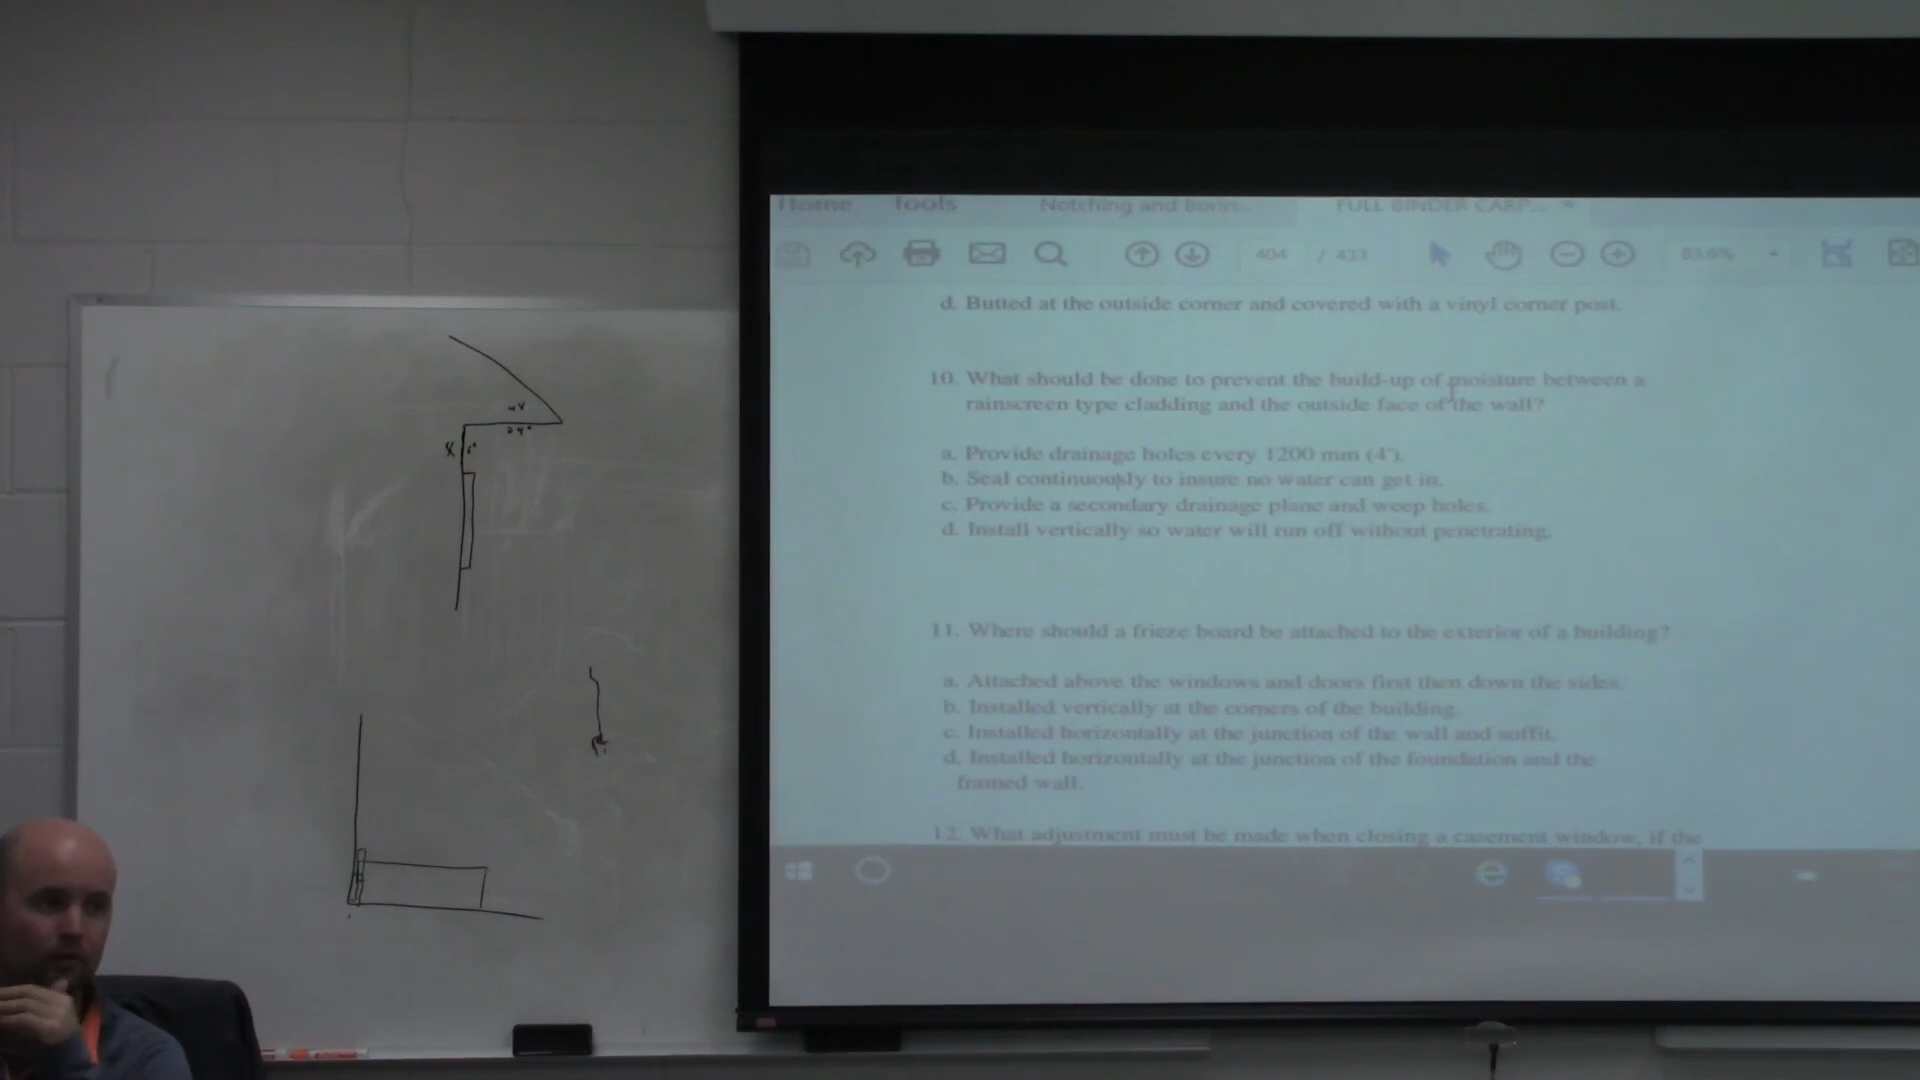 Home Tools Notching and Borin... FULL BINDER CARP... ×
404 / 433 63.6%
d. Butted at the outside corner and covered with a vinyl corner post.
10. What should be done to prevent the build-up of moisture between a
rainscreen type cladding and the outside face of the wall?
a. Provide drainage holes every 1200 mm (4').
b. Seal continuously to insure no water can get in.
c. Provide a secondary drainage plane and weep holes.
d. Install vertically so water will run off without penetrating.
11. Where should a frieze board be attached to the exterior of a building?
a. Attached above the windows and doors first then down the sides.
b. Installed vertically at the corners of the building.
c. Installed horizontally at the junction of the wall and soffit.
d. Installed horizontally at the junction of the foundation and the
framed wall.
12. What adjustment must be made when closing a casement window, if the
24"